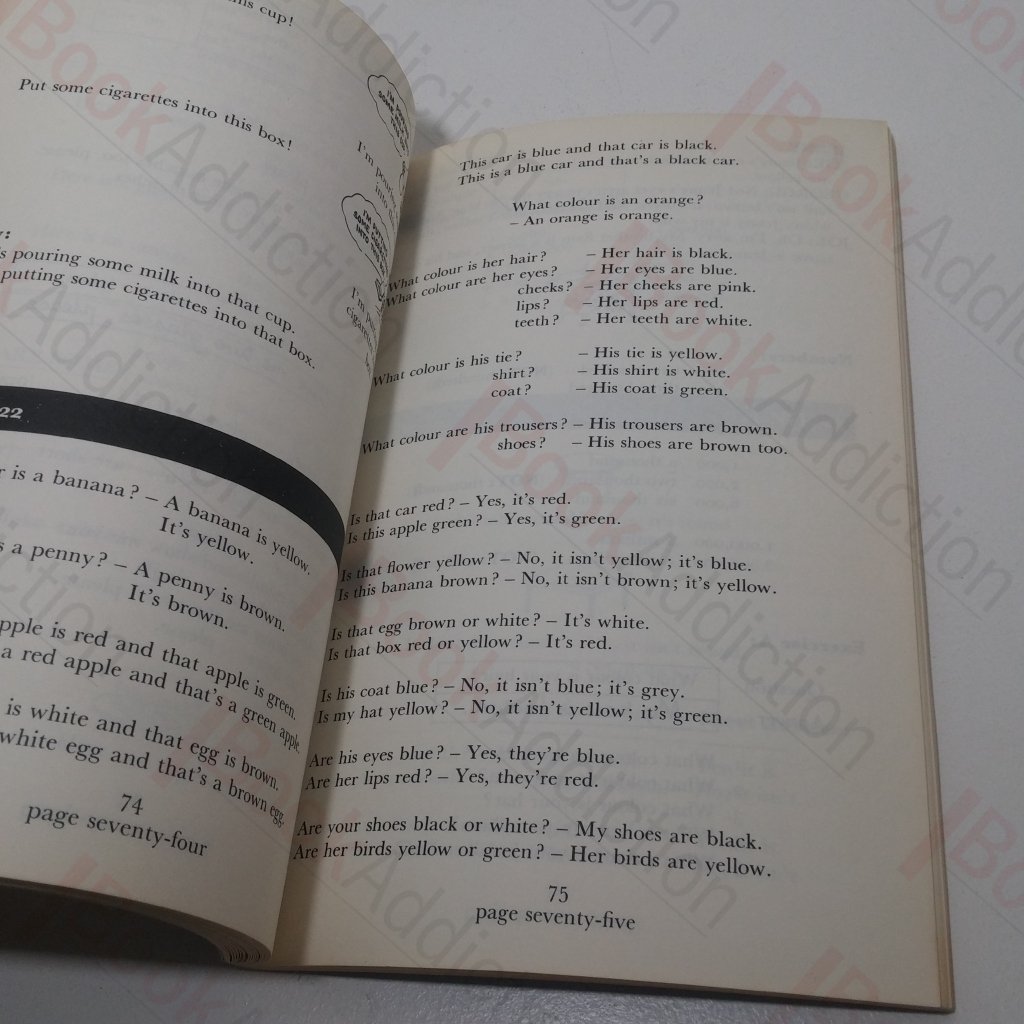 this cup!
Put some cigarettes into this box!
I'm
pouring
into
I'm
cigarettes
pouring some milk into that cup.
putting some cigarettes into that box.
22
is a banana? – A banana is yellow.
It's yellow.
a penny? – A penny is brown.
It's brown.
apple is red and that apple is green.
a red apple and that's a green apple.
is white and that egg is brown.
white egg and that's a brown egg.
74
page seventy-four
This car is blue and that car is black.
This is a blue car and that's a black car.
What colour is an orange?
– An orange is orange.
What colour is her hair? – Her hair is black.
What colour are her eyes? – Her eyes are blue.
cheeks? – Her cheeks are pink.
lips? – Her lips are red.
teeth? – Her teeth are white.
What colour is his tie? – His tie is yellow.
shirt? – His shirt is white.
coat? – His coat is green.
What colour are his trousers? – His trousers are brown.
shoes? – His shoes are brown too.
Is that car red? – Yes, it's red.
Is this apple green? – Yes, it's green.
Is that flower yellow? – No, it isn't yellow; it's blue.
Is this banana brown? – No, it isn't brown; it's yellow.
Is that egg brown or white? – It's white.
Is that box red or yellow? – It's red.
Is his coat blue? – No, it isn't blue; it's grey.
Is my hat yellow? – No, it isn't yellow; it's green.
Are his eyes blue? – Yes, they're blue.
Are her lips red? – Yes, they're red.
Are your shoes black or white? – My shoes are black.
Are her birds yellow or green? – Her birds are yellow.
75
page seventy-five
BookAddiction